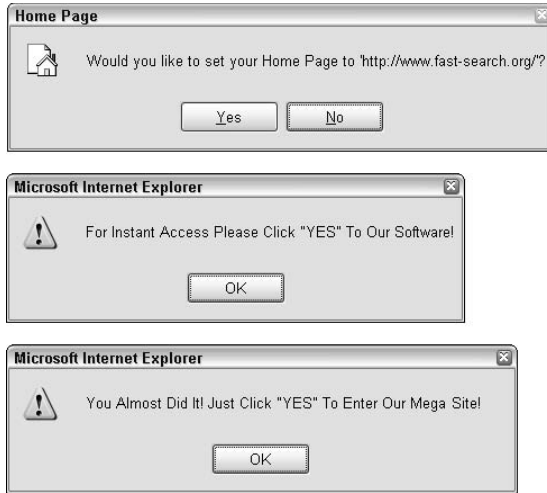 Home Page
Would you like to set your Home Page to 'http://www.fast-search.org/'?
Yes No
Microsoft Internet Explorer
For Instant Access Please Click "YES" To Our Software!
OK
Microsoft Internet Explorer
You Almost Did It! Just Click "YES" To Enter Our Mega Site!
OK